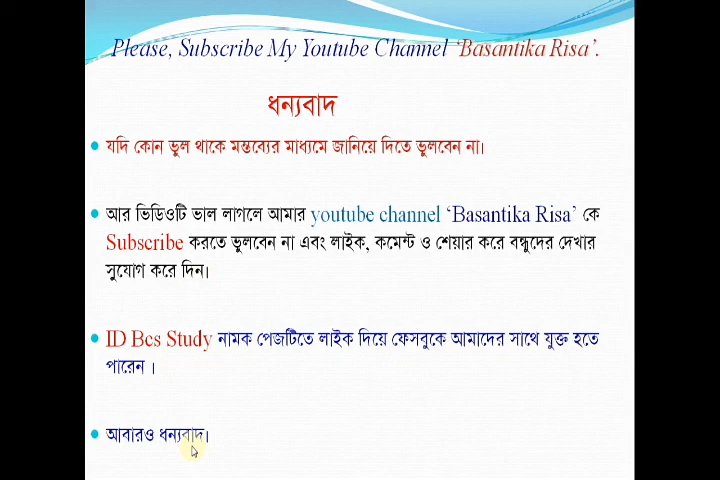 Please, Subscribe My Youtube Channel ‘Basantika Risa’.
ধন্যবাদ
যদি কোন ভুল থাকে মন্তব্যের মাধ্যমে জানিয়ে দিতে ভুলবেন না।
আর ভিডিওটি ভাল লাগলে আমার youtube channel ‘Basantika Risa’ কে
Subscribe করতে ভুলবেন না এবং লাইক, কমেন্ট ও শেয়ার করে বন্ধুদের দেখার
সুযোগ করে দিন।
ID Bcs Study নামক পেজটিতে লাইক দিয়ে ফেসবুকে আমাদের সাথে যুক্ত হতে
পারেন ।
আবারও ধন্যবাদ।